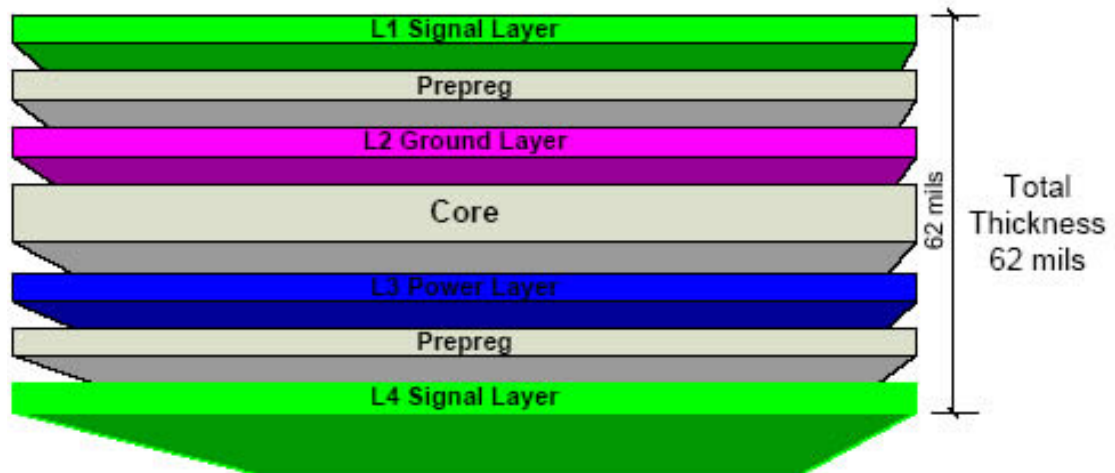 L1 Signal Layer
Prepreg
L2 Ground Layer
Core
L3 Power Layer
Prepreg
L4 Signal Layer
62 mils
Total
Thickness
62 mils